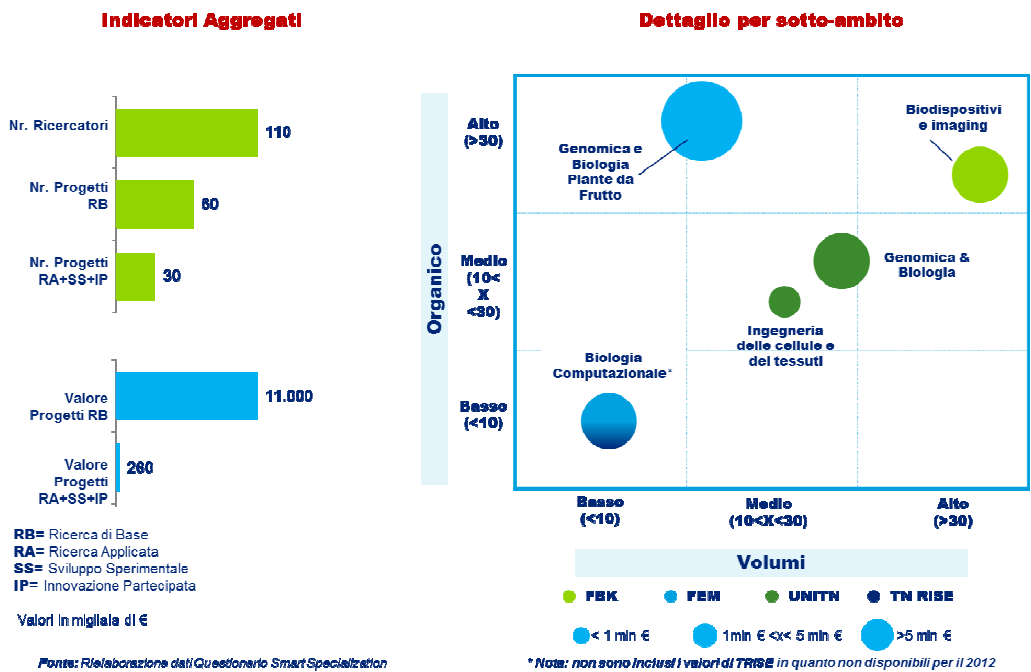 Indicatori Aggregati
Nr. Ricercatori
110
Nr. Progetti
RB
60
Nr. Progetti
RA+SS+IP
30
Valore
Progetti RB
11.000
Valore
Progetti
RA+SS+IP
260
RB= Ricerca di Base
RA= Ricerca Applicata
SS= Sviluppo Sperimentale
IP= Innovazione Partecipata
Valori in migliaia di €
Fonte: Rielaborazione dati Questionario Smart Specialization
Dettaglio per sotto-ambito
Organico
Alto
(>30)
Medio
(10<
X
<30)
Basso
(<10)
Genomica e
Biologia
Piante da
Frutto
Biodispositivi
e imaging
Genomica &
Biologia
Ingegneria
delle cellule e
dei tessuti
Biologia
Computazionale*
Basso
(<10)
Medio
(10<X<30)
Alto
(>30)
Volumi
FBK FEM UNITN TN RISE
< 1 mln € 1mln € <x< 5 mln € >5 mln €
* Nota: non sono inclusi i valori di TRISE in quanto non disponibili per il 2012